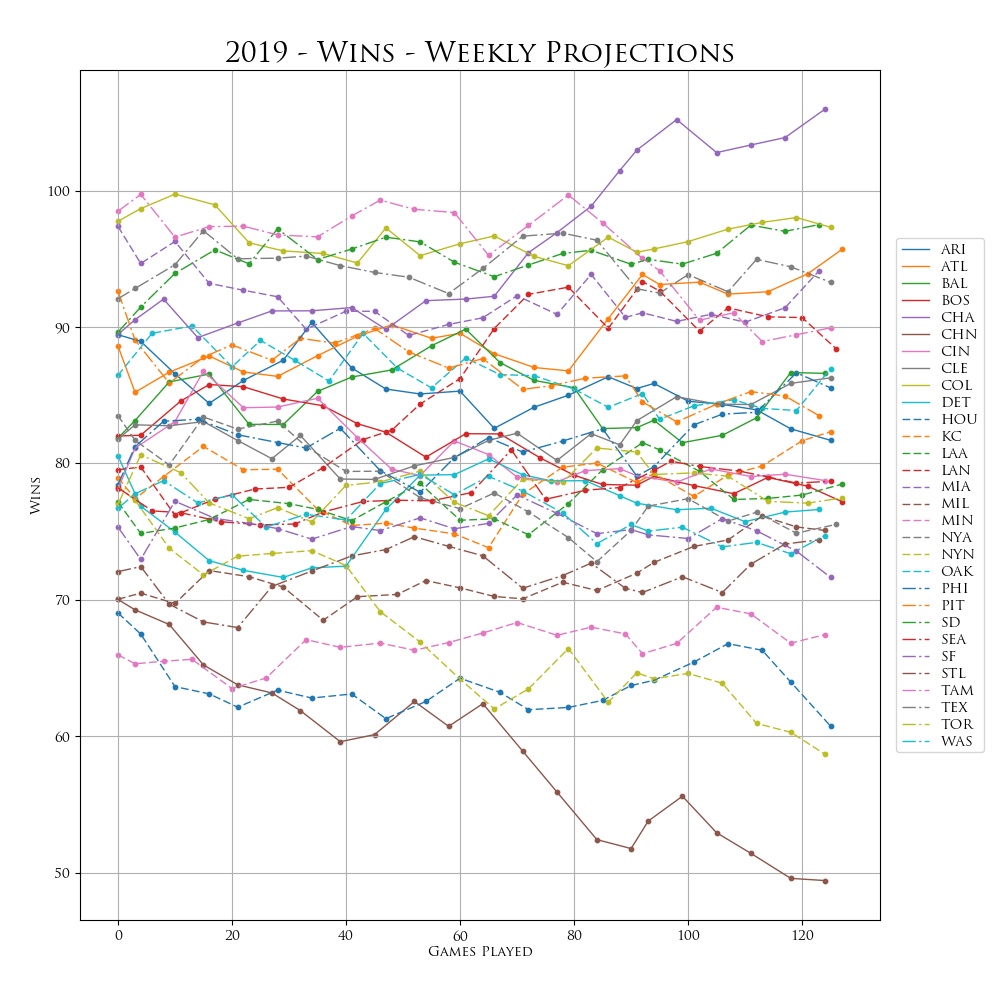 2019 - Wins - Weekly Projections
100
90
80
70
60
50
Wins
0 20 40 60 80 100 120
Games Played
ARI
ATL
BAL
BOS
CHA
CHN
CIN
CLE
COL
DET
HOU
KC
LAA
LAN
MIA
MIL
MIN
NYA
NYN
OAK
PHI
PIT
SD
SEA
SF
STL
TAM
TEX
TOR
WAS